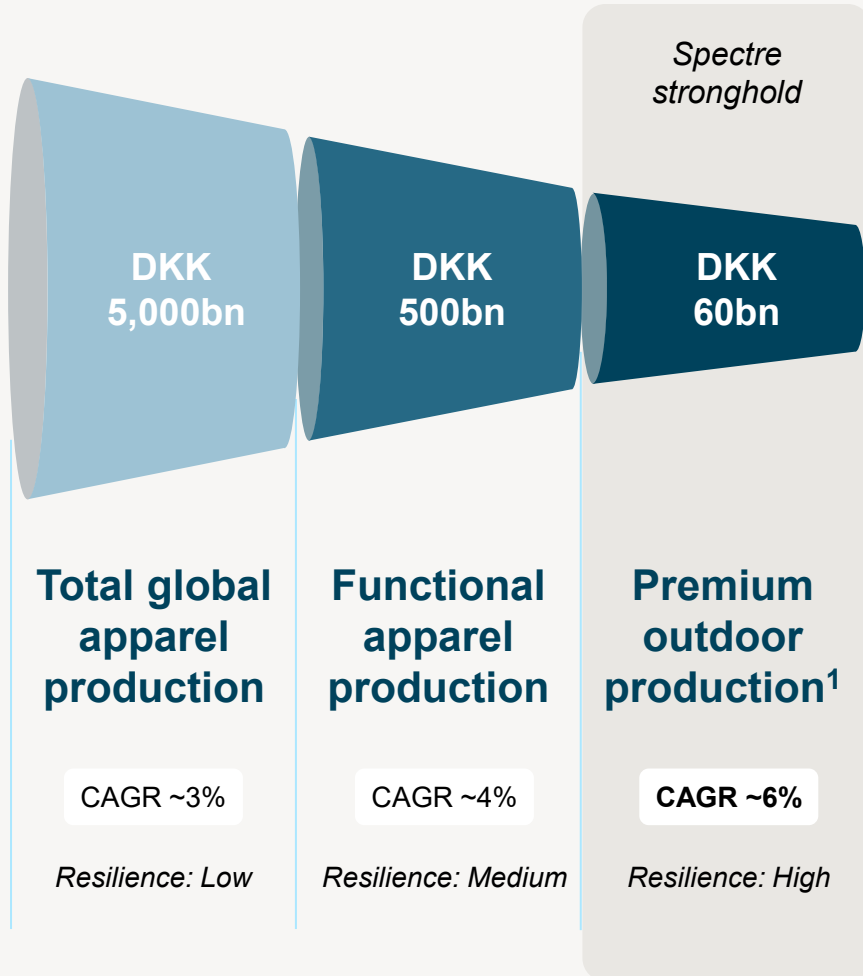 Spectre
stronghold
DKK
5,000bn
DKK
500bn
DKK
60bn
Total global
apparel
production
Functional
apparel
production
Premium
outdoor
production¹
CAGR ~3%
CAGR ~4%
CAGR ~6%
Resilience: Low
Resilience: Medium
Resilience: High